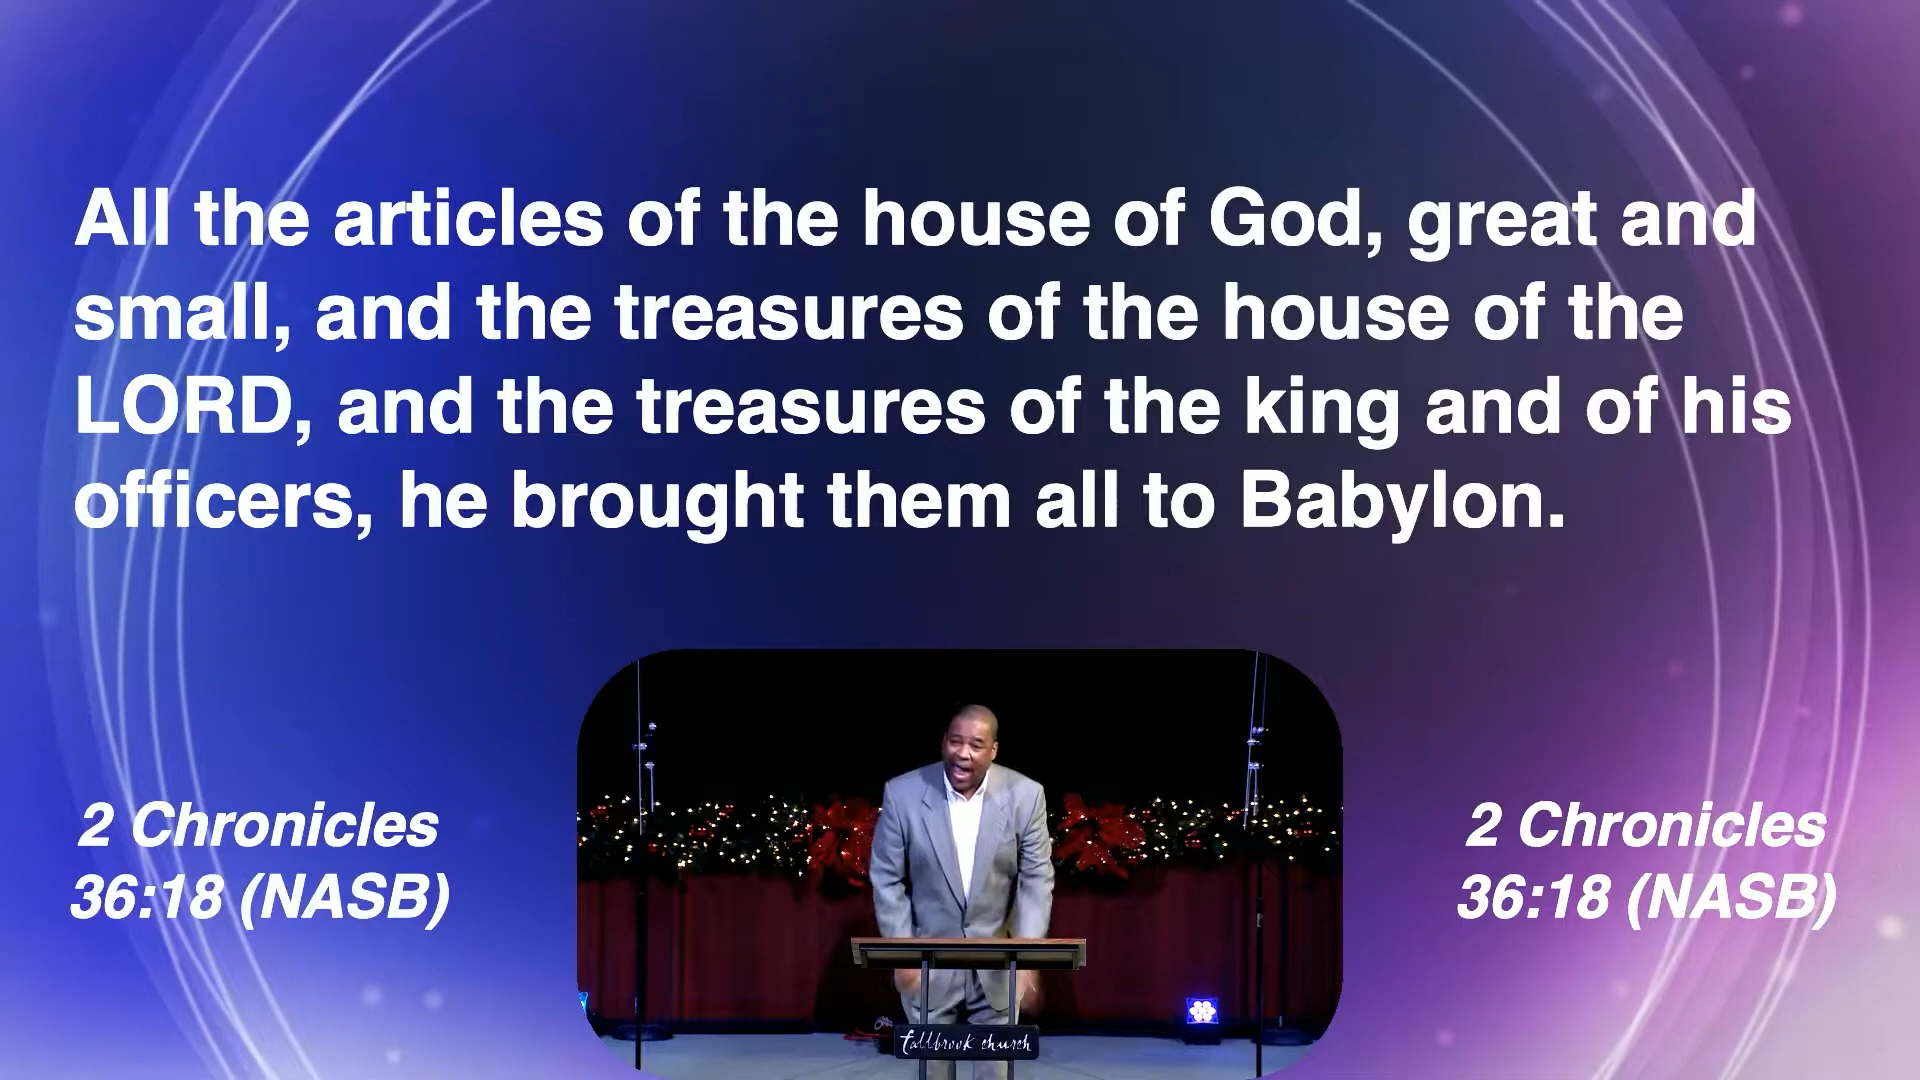 All the articles of the house of God, great and
small, and the treasures of the house of the
LORD, and the treasures of the king and of his
officers, he brought them all to Babylon.
2 Chronicles
36:18 (NASB)
2 Chronicles
36:18 (NASB)
fallbrook church